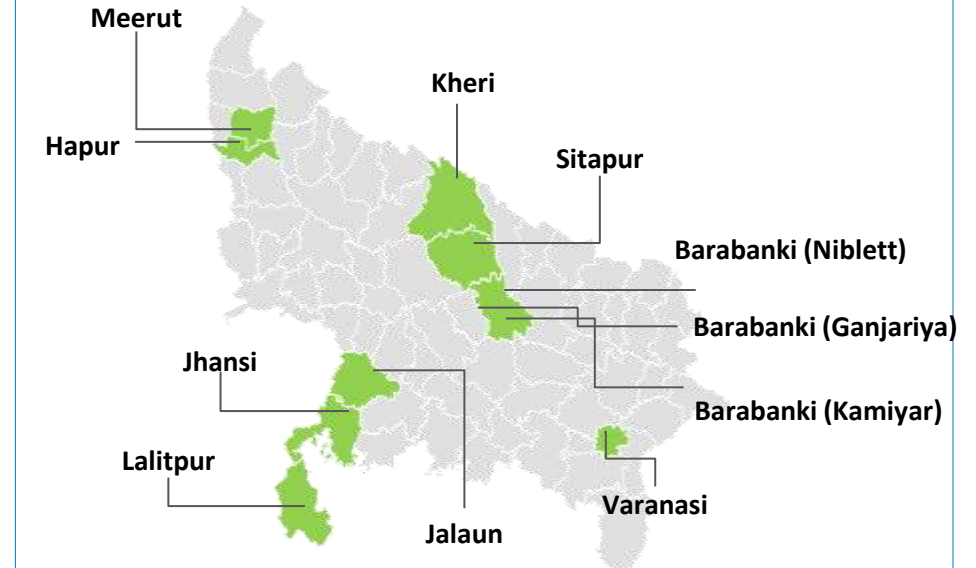 Meerut
Kheri
Hapur
Sitapur
Barabanki (Niblett)
Barabanki (Ganjariya)
Jhansi
Barabanki (Kamiyar)
Lalitpur
Varanasi
Jalaun